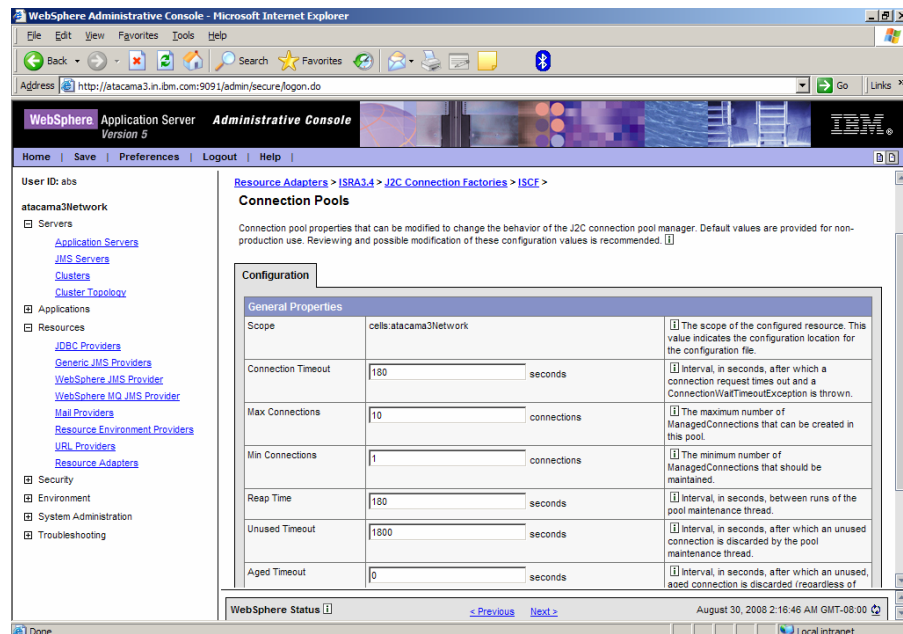 WebSphere Administrative Console - Microsoft Internet Explorer
File Edit View Favorites Tools Help
Back Search Favorites
Address http://atacama3.in.ibm.com:9091/admin/secure/logon.do Go Links
WebSphere Application Server Administrative Console
Version 5
IBM
Home | Save | Preferences | Logout | Help |
User ID: abs
atacama3Network
Servers
Application Servers
JMS Servers
Clusters
Cluster Topology
Applications
Resources
JDBC Providers
Generic JMS Providers
WebSphere JMS Provider
WebSphere MQ JMS Provider
Mail Providers
Resource Environment Providers
URL Providers
Resource Adapters
Security
Environment
System Administration
Troubleshooting
Resource Adapters > ISRA3.4 > J2C Connection Factories > ISCF >
Connection Pools
Connection pool properties that can be modified to change the behavior of the J2C connection pool manager. Default values are provided for non-
production use. Reviewing and possible modification of these configuration values is recommended. i
Configuration
General Properties
Scope
cells:atacama3Network
i The scope of the configured resource. This
value indicates the configuration location for
the configuration file.
Connection Timeout
180 seconds
i Interval, in seconds, after which a
connection request times out and a
ConnectionWaitTimeoutException is thrown.
Max Connections
10 connections
i The maximum number of
ManagedConnections that can be created in
this pool.
Min Connections
1 connections
i The minimum number of
ManagedConnections that should be
maintained.
Reap Time
180 seconds
i Interval, in seconds, between runs of the
pool maintenance thread.
Unused Timeout
1800 seconds
i Interval, in seconds, after which an unused
connection is discarded by the pool
maintenance thread.
Aged Timeout
0 seconds
i Interval, in seconds, after which an unused,
aged connection is discarded (regardless of
WebSphere Status i < Previous Next > August 30, 2008 2:16:46 AM GMT-08:00
Done Local intranet